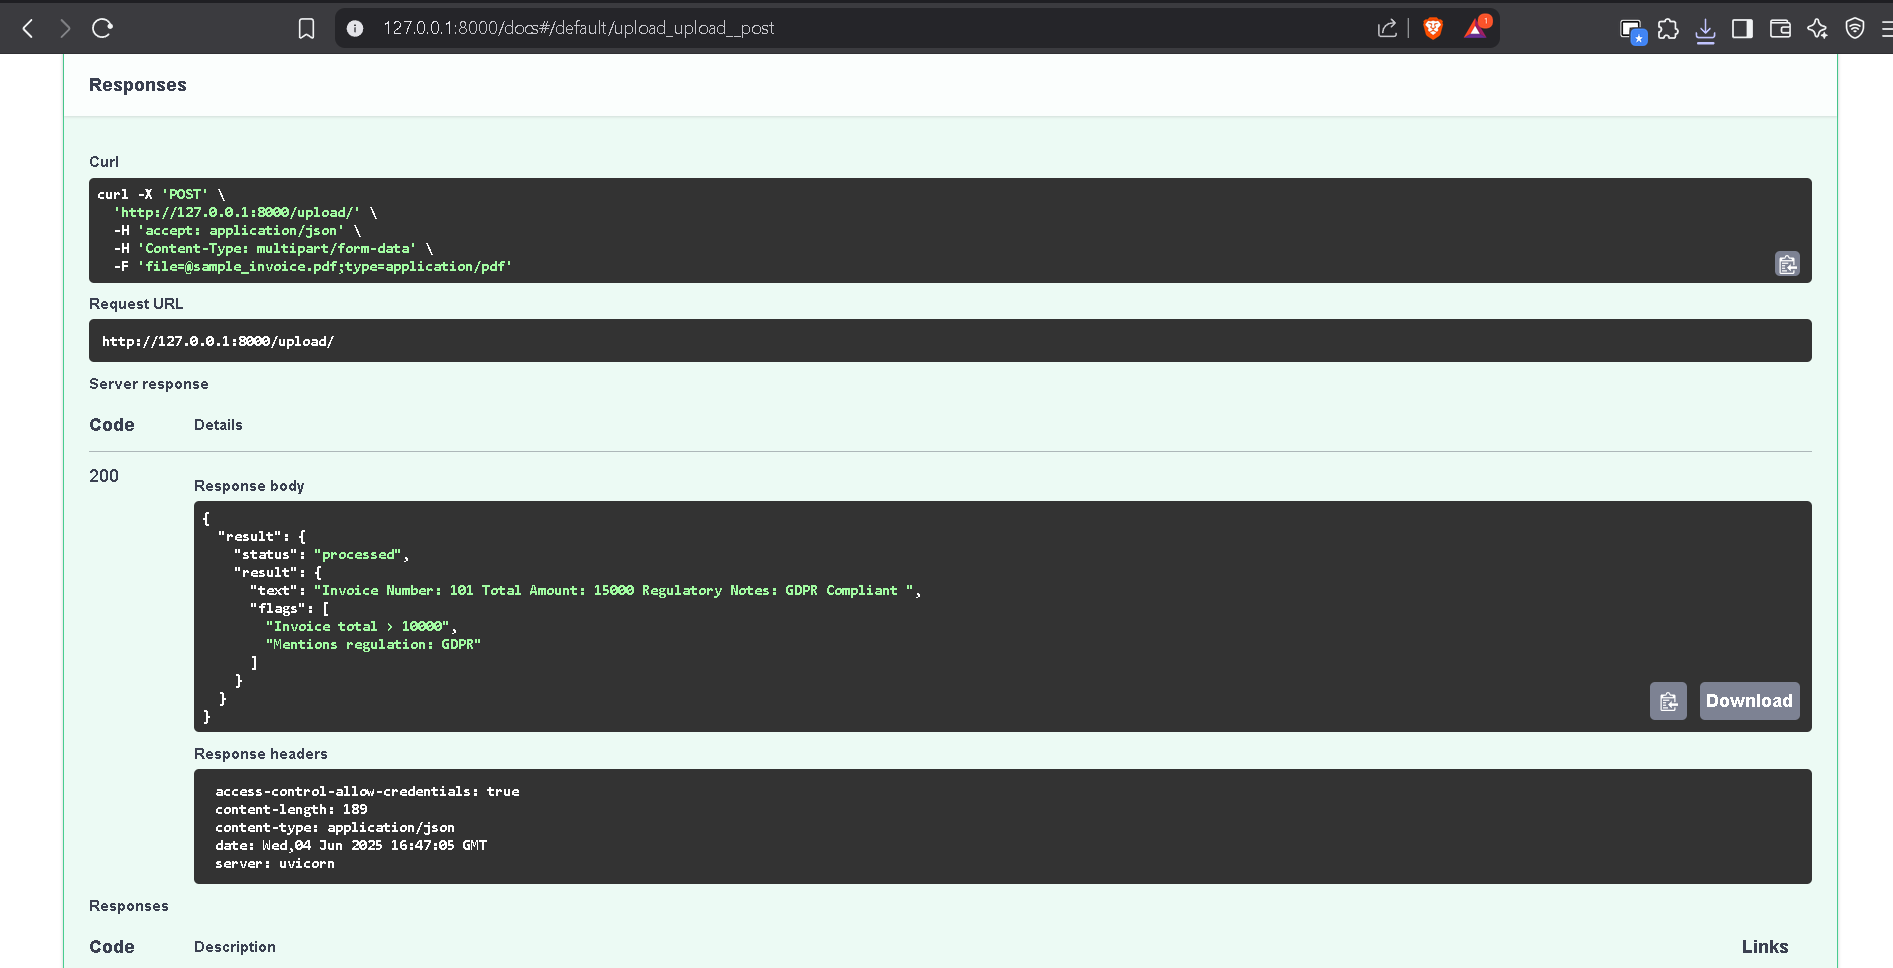 127.0.0.1:8000/docs#/default/upload_upload__post
1
Responses
Curl
curl -X 'POST' \
'http://127.0.0.1:8000/upload/' \
-H 'accept: application/json' \
-H 'Content-Type: multipart/form-data' \
-F 'file=@sample_invoice.pdf;type=application/pdf'
Request URL
http://127.0.0.1:8000/upload/
Server response
Code Details
200
Response body
{
"result": {
"status": "processed",
"result": {
"text": "Invoice Number: 101 Total Amount: 15000 Regulatory Notes: GDPR Compliant ",
"flags": [
"Invoice total > 10000",
"Mentions regulation: GDPR"
]
}
}
}
Download
Response headers
access-control-allow-credentials: true
content-length: 189
content-type: application/json
date: Wed,04 Jun 2025 16:47:05 GMT
server: uvicorn
Responses
Code Description Links